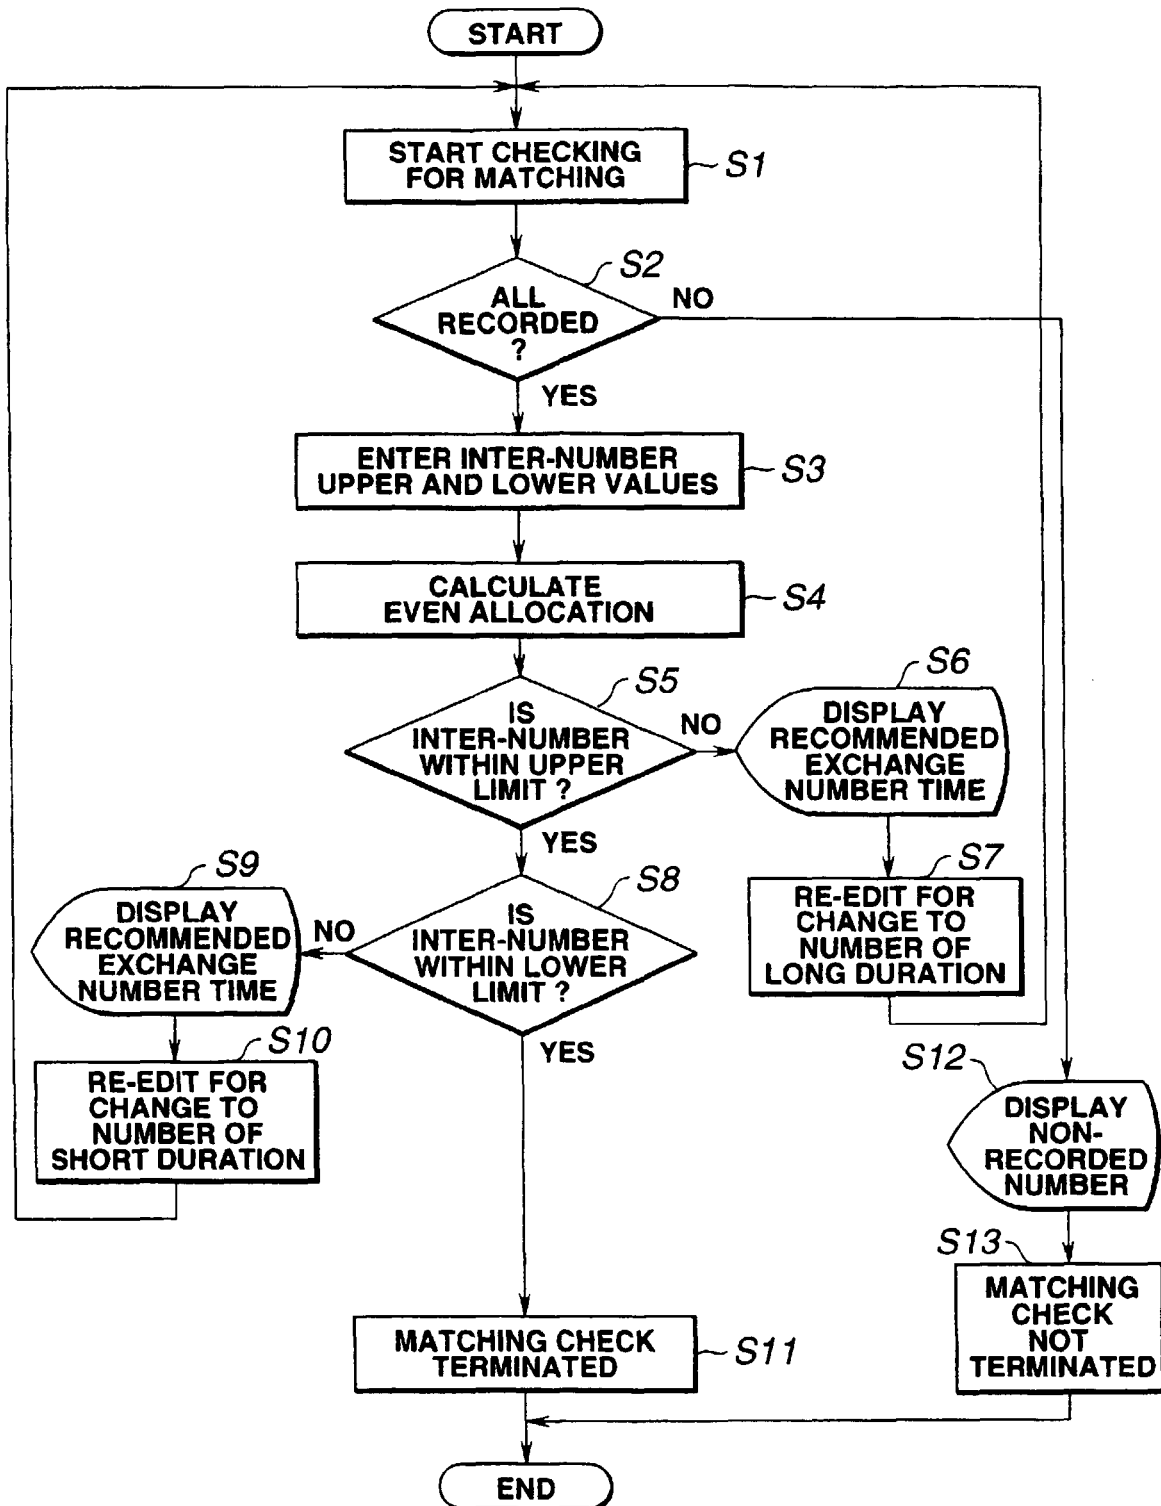 START
START CHECKING
FOR MATCHING
S1
S2
ALL
RECORDED
?
NO
YES
ENTER INTER-NUMBER
UPPER AND LOWER VALUES
S3
CALCULATE
EVEN ALLOCATION
S4
S5
IS
INTER-NUMBER
WITHIN UPPER
LIMIT ?
NO
YES
S6
DISPLAY
RECOMMENDED
EXCHANGE
NUMBER TIME
S7
RE-EDIT FOR
CHANGE TO
NUMBER OF
LONG DURATION
S8
IS
INTER-NUMBER
WITHIN LOWER
LIMIT ?
NO
YES
S9
DISPLAY
RECOMMENDED
EXCHANGE
NUMBER TIME
S10
RE-EDIT FOR
CHANGE TO
NUMBER OF
SHORT DURATION
S12
DISPLAY
NON-
RECORDED
NUMBER
S13
MATCHING
CHECK
NOT
TERMINATED
MATCHING CHECK
TERMINATED
S11
END